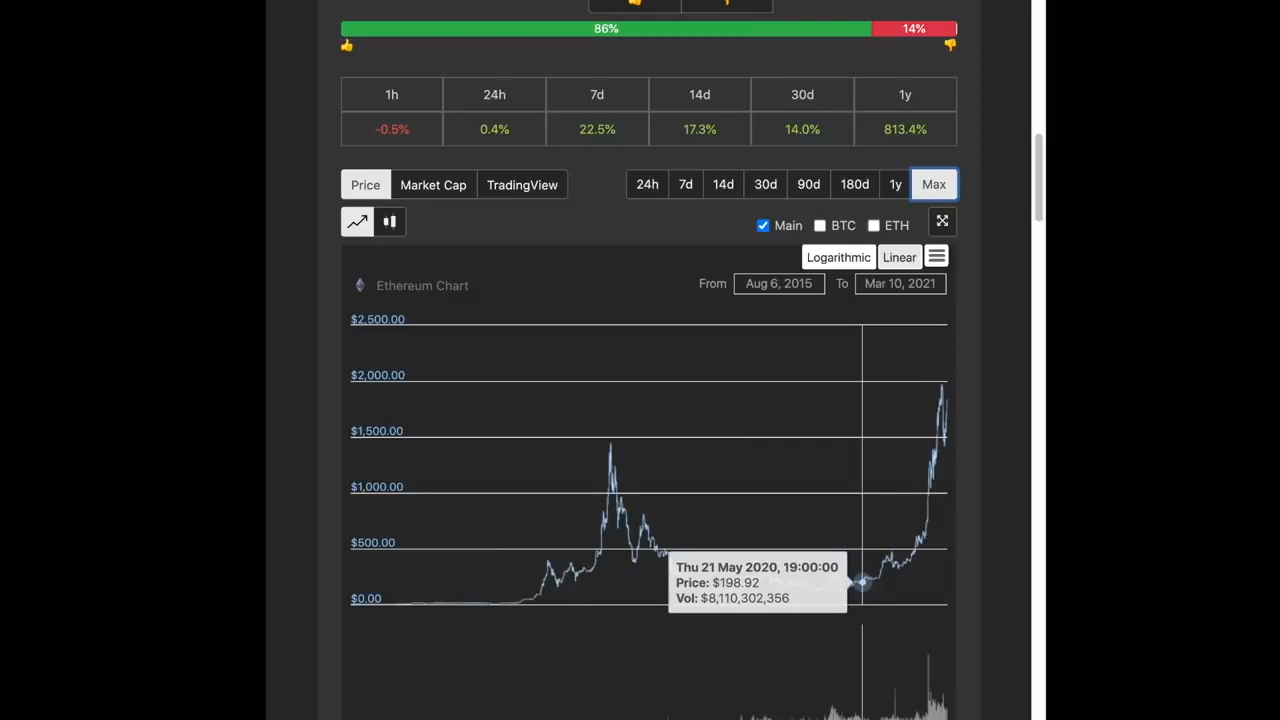 86% 14%
1h 24h 7d 14d 30d 1y
-0.5% 0.4% 22.5% 17.3% 14.0% 813.4%
Price Market Cap TradingView 24h 7d 14d 30d 90d 180d 1y Max
Main BTC ETH
Logarithmic Linear
Ethereum Chart From Aug 6, 2015 To Mar 10, 2021
$2,500.00
$2,000.00
$1,500.00
$1,000.00
$500.00
Thu 21 May 2020, 19:00:00
Price: $198.92
Vol: $8,110,302,356
$0.00